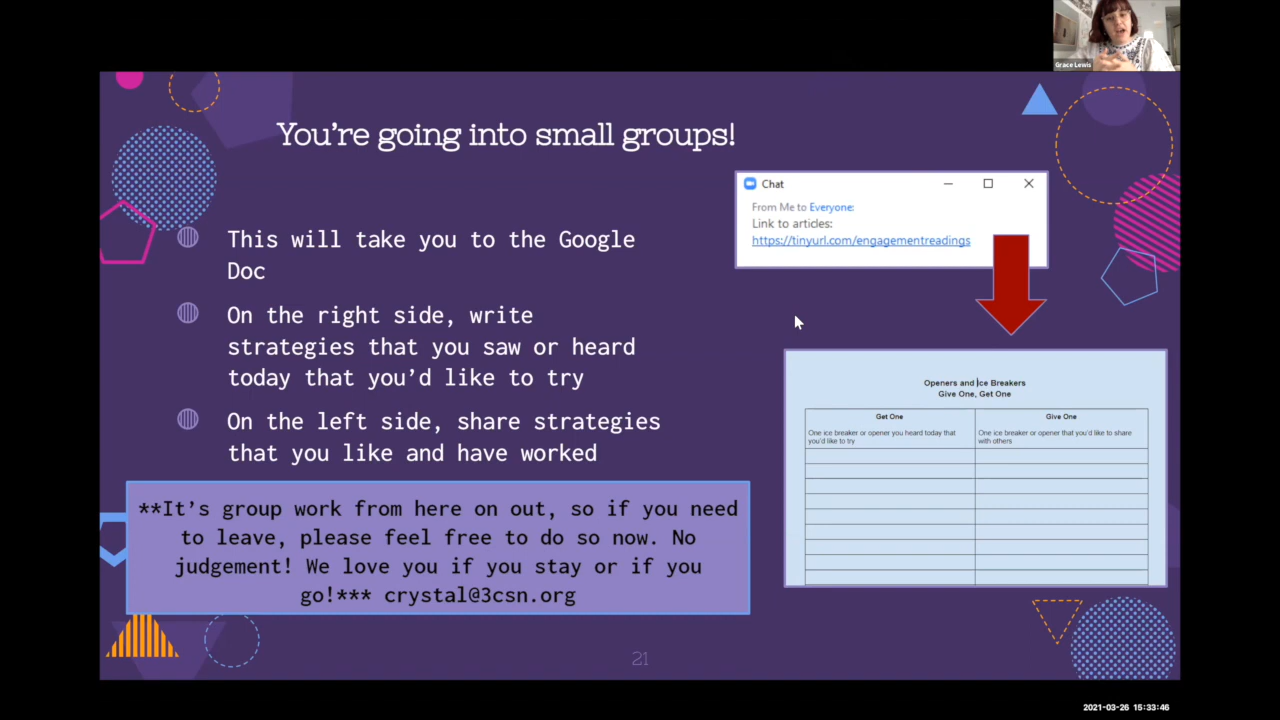 Grace Lewis
You're going into small groups!
This will take you to the Google
Doc
On the right side, write
strategies that you saw or heard
today that you'd like to try
On the left side, share strategies
that you like and have worked
**It's group work from here on out, so if you need
to leave, please feel free to do so now. No
judgement! We love you if you stay or if you
go!*** crystal@3csn.org
Chat
From Me to Everyone:
Link to articles:
https://tinyurl.com/engagementreadings
Openers and Ice Breakers
Give One, Get One
Get One
One ice breaker or opener you heard today that
you'd like to try
Give One
One ice breaker or opener that you'd like to share
with others
21
2021-03-26 15:33:46